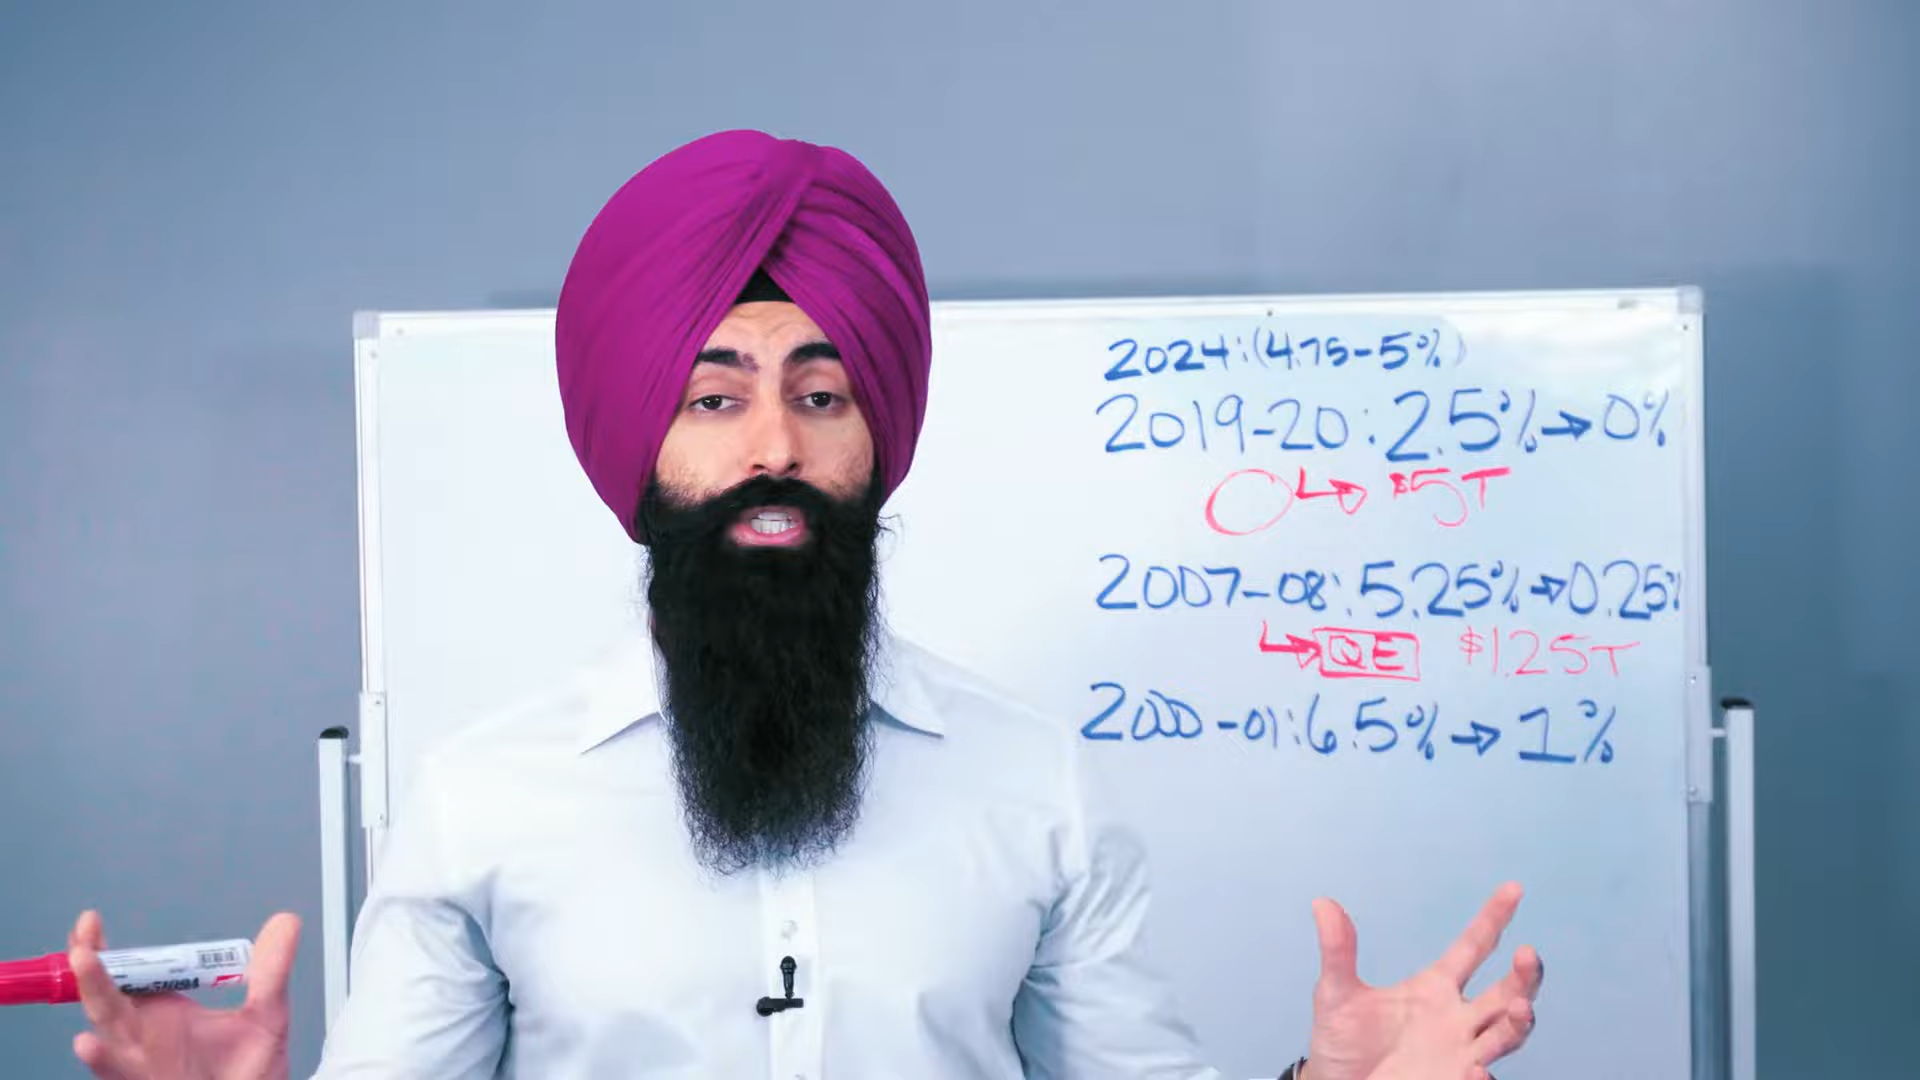 2024:(4.75-5%)
2019-20: 2.5%→0%
↳ $5T
2007-08: 5.25%→0.25%
↳ QE $1.25T
2000-01: 6.5%→1%